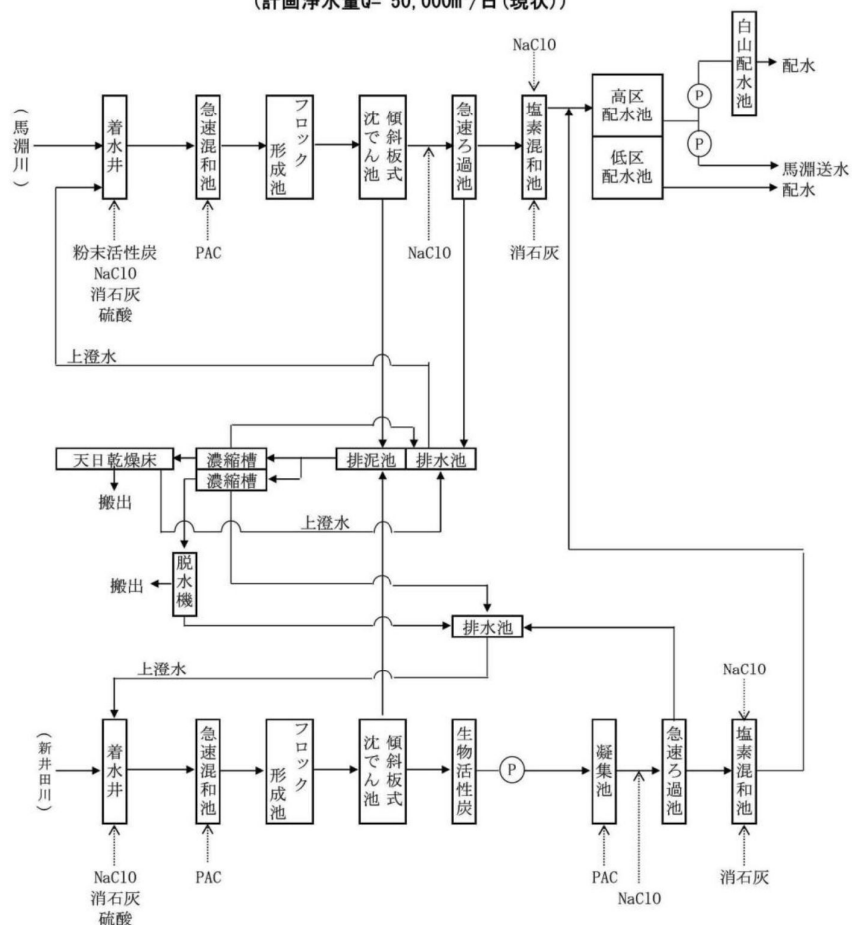 (計画浄水量Q= 50,000m³/日(現状))
NaClO
白山配水池
配水
P
(馬淵川)
着水井
急速混和池
フロック形成池
傾斜板式沈でん池
急速ろ過池
塩素混和池
高区配水池
P
馬淵送水
低区配水池
配水
粉末活性炭
NaClO
消石灰
硫酸
PAC
NaClO
消石灰
上澄水
天日乾燥床
濃縮槽
濃縮槽
排泥池
排水池
搬出
上澄水
搬出
脱水機
排水池
上澄水
NaClO
(新井田川)
着水井
急速混和池
フロック形成池
傾斜板式沈でん池
生物活性炭
P
凝集池
急速ろ過池
塩素混和池
NaClO
消石灰
硫酸
PAC
PAC
NaClO
消石灰